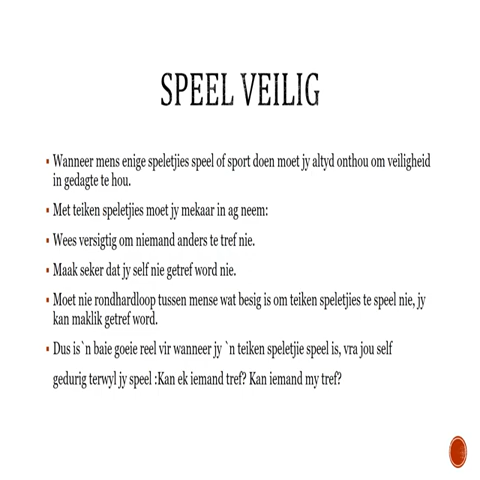 SPEEL VEILIG
▪ Wanneer mens enige speletjies speel of sport doen moet jy altyd onthou om veiligheid
in gedagte te hou.
▪ Met teiken speletjies moet jy mekaar in ag neem:
▪ Wees versigtig om niemand anders te tref nie.
▪ Maak seker dat jy self nie getref word nie.
▪ Moet nie rondhardloop tussen mense wat besig is om teiken speletjies te speel nie, jy
kan maklik getref word.
▪ Dus is`n baie goeie reel vir wanneer jy `n teiken speletjie speel is, vra jou self
gedurig terwyl jy speel :Kan ek iemand tref? Kan iemand my tref?